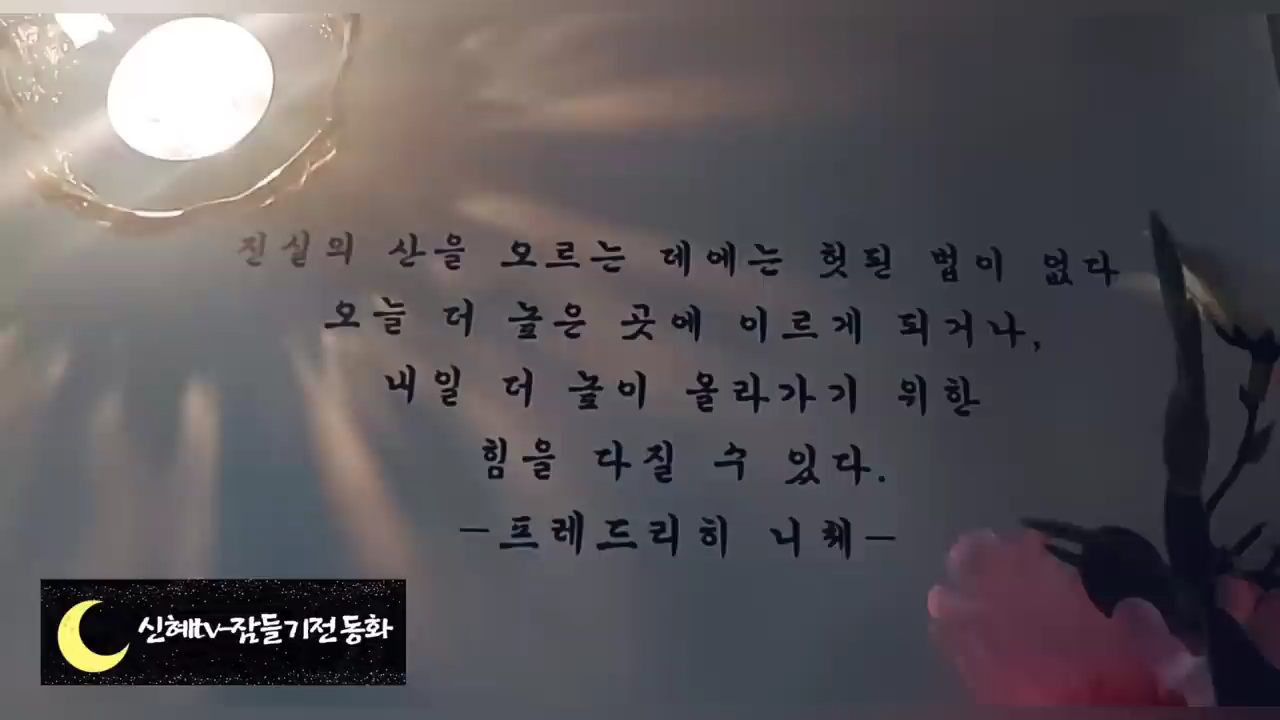 진실의 산을 오르는 데에는 헛된 법이 없다
오늘 더 높은 곳에 이르게 되거나,
내일 더 높이 올라가기 위한
힘을 다질 수 있다.
-프레드리히 니체-
신혜tv-잠들기전 동화